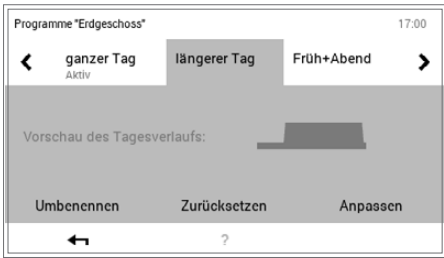 Programme "Erdgeschoss" 17:00
ganzer Tag längerer Tag Früh+Abend
Aktiv
Vorschau des Tagesverlaufs:
Umbenennen Zurücksetzen Anpassen
?